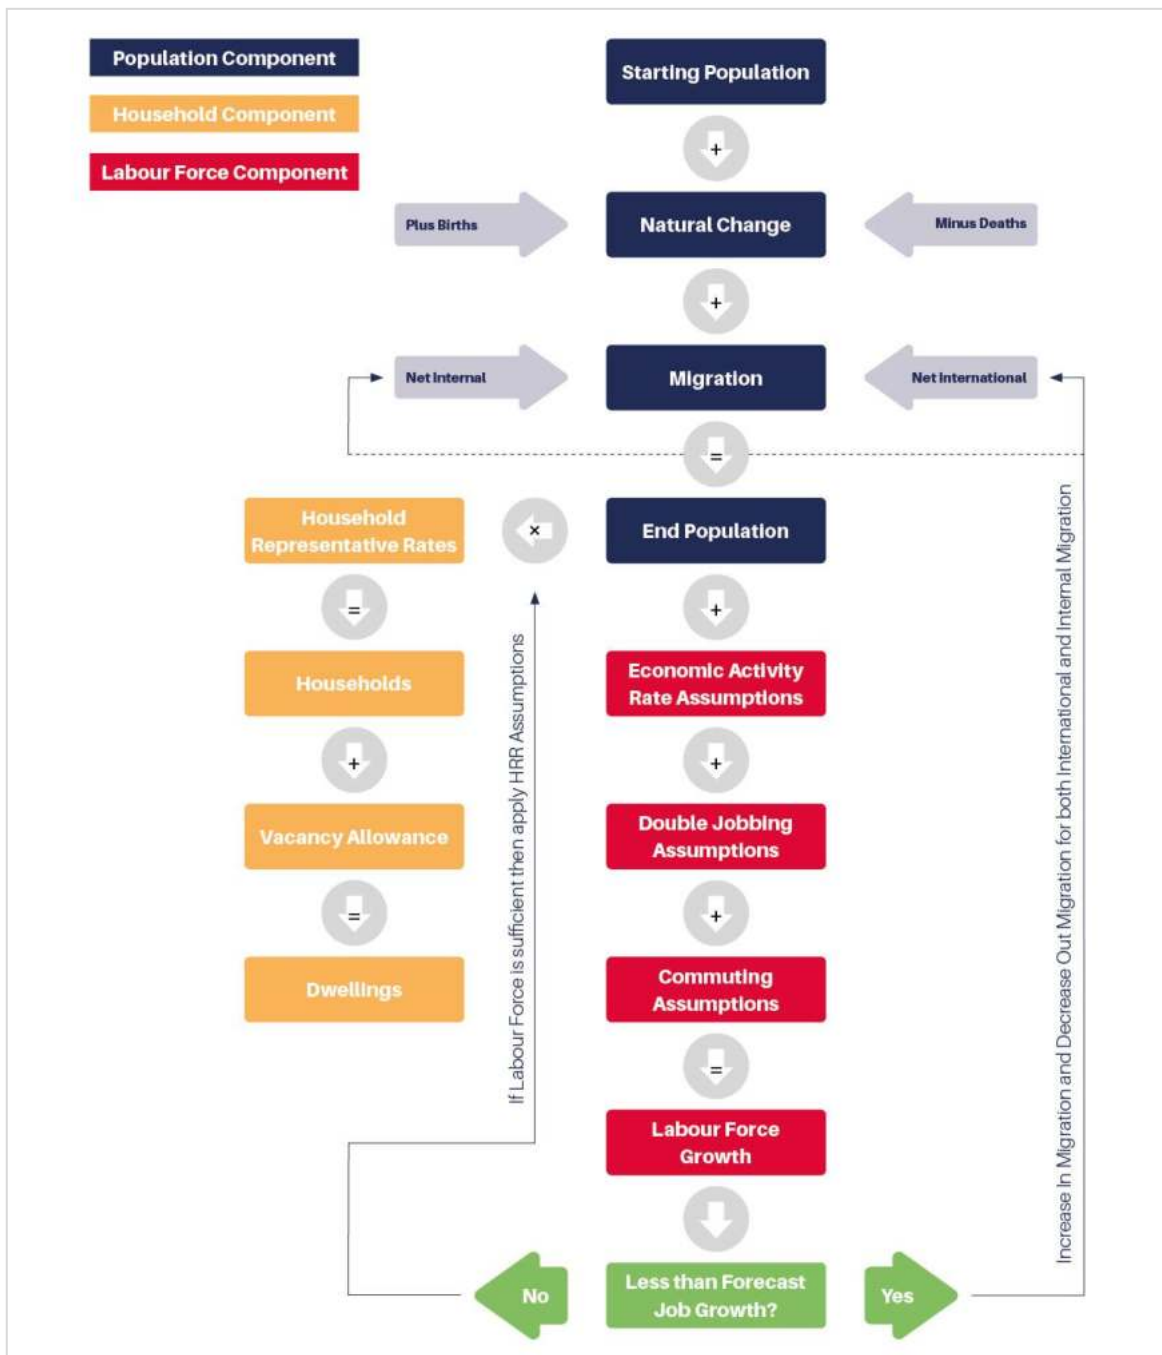 Population Component
Household Component
Labour Force Component
Starting Population
+
Plus Births
Natural Change
Minus Deaths
+
Net Internal
Migration
Net International
=
Household
Representative Rates
×
End Population
=
+
Households
Economic Activity
Rate Assumptions
+
+
Vacancy Allowance
Double Jobbing
Assumptions
=
+
Dwellings
Commuting
Assumptions
=
Labour Force
Growth
If Labour Force is sufficient then apply HRR Assumptions
Increase In Migration and Decrease Out Migration for both International and Internal Migration
No
Less than Forecast
Job Growth?
Yes